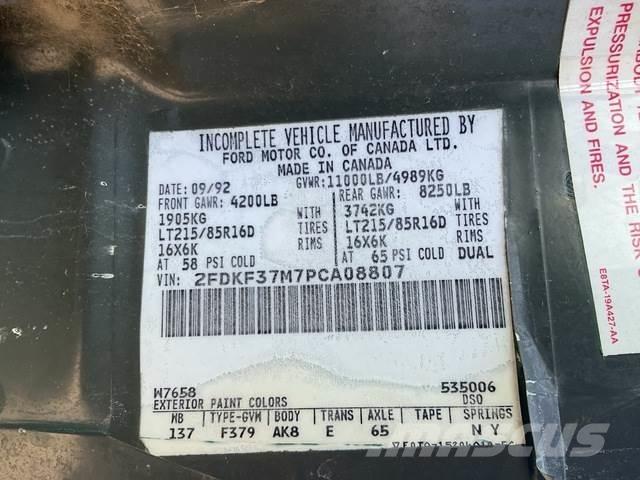 INCOMPLETE VEHICLE MANUFACTURED BY
FORD MOTOR CO. OF CANADA LTD.
MADE IN CANADA
DATE: 09/92 GVWR: 11000LB/4989KG
FRONT GAWR: 4200LB REAR GAWR: 8250LB
1905KG WITH 3742KG WITH
LT215/85R16D TIRES LT215/85R16D TIRES
16X6K RIMS 16X6K RIMS
AT 58 PSI COLD AT 65 PSI COLD DUAL
VIN: 2FDKF37M7PCA08807
W7658 535006
EXTERIOR PAINT COLORS DSO
WB TYPE-GVM BODY TRANS AXLE TAPE SPRINGS
137 F379 AK8 E 65 N Y
PRESSURIZATION AND
EXPULSION AND FIRES.
E8TA-19A427-AA
MASCUS